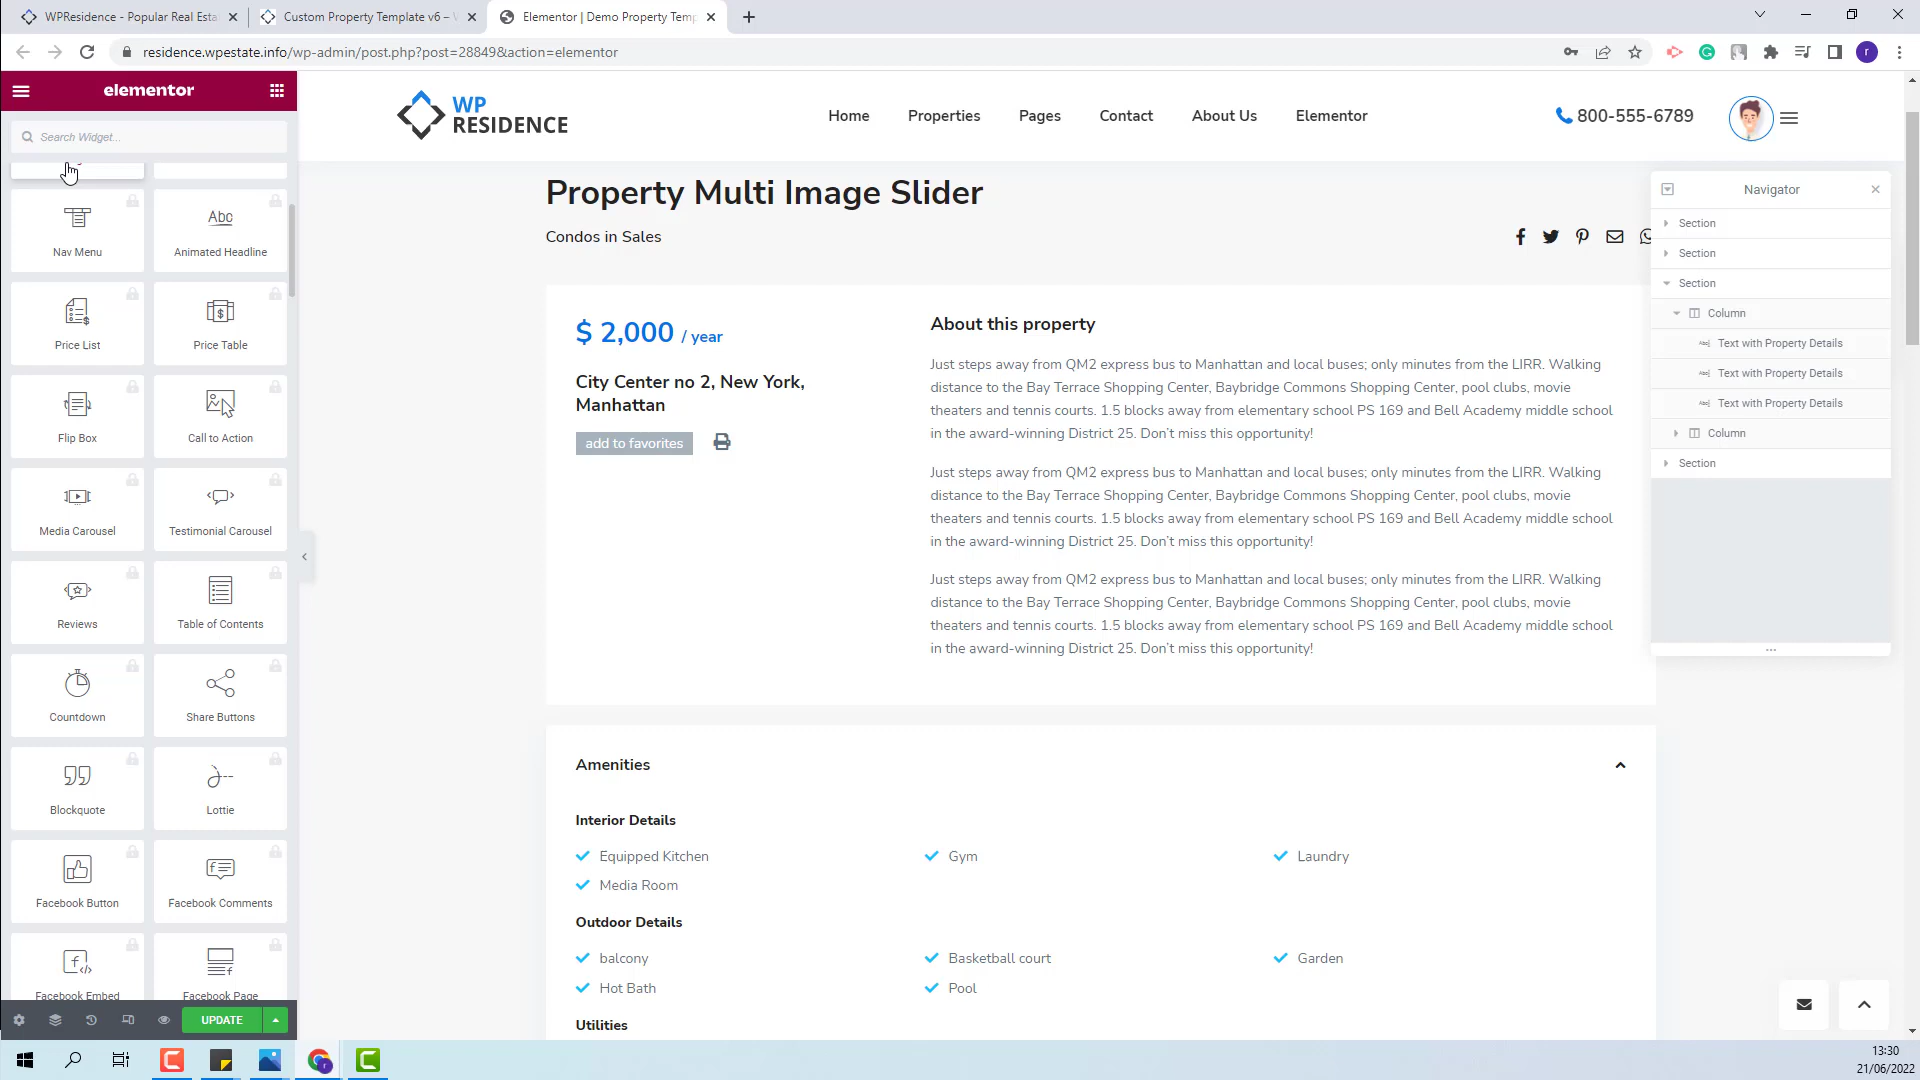 WPResidence - Popular Real Esta
Custom Property Template v6 –
Elementor | Demo Property Temp
residence.wpestate.info/wp-admin/post.php?post=28849&action=elementor
elementor
Search Widget...
Nav Menu
Abc
Animated Headline
Price List
Price Table
Flip Box
Call to Action
Media Carousel
Testimonial Carousel
Reviews
Table of Contents
Countdown
Share Buttons
Blockquote
Lottie
Facebook Button
Facebook Comments
Facebook Embed
Facebook Page
UPDATE
WP
RESIDENCE
Home
Properties
Pages
Contact
About Us
Elementor
800-555-6789
Property Multi Image Slider
Condos in Sales
$ 2,000 / year
City Center no 2, New York,
Manhattan
add to favorites
About this property
Just steps away from QM2 express bus to Manhattan and local buses; only minutes from the LIRR. Walking
distance to the Bay Terrace Shopping Center, Baybridge Commons Shopping Center, pool clubs, movie
theaters and tennis courts. 1.5 blocks away from elementary school PS 169 and Bell Academy middle school
in the award-winning District 25. Don't miss this opportunity!
Just steps away from QM2 express bus to Manhattan and local buses; only minutes from the LIRR. Walking
distance to the Bay Terrace Shopping Center, Baybridge Commons Shopping Center, pool clubs, movie
theaters and tennis courts. 1.5 blocks away from elementary school PS 169 and Bell Academy middle school
in the award-winning District 25. Don't miss this opportunity!
Just steps away from QM2 express bus to Manhattan and local buses; only minutes from the LIRR. Walking
distance to the Bay Terrace Shopping Center, Baybridge Commons Shopping Center, pool clubs, movie
theaters and tennis courts. 1.5 blocks away from elementary school PS 169 and Bell Academy middle school
in the award-winning District 25. Don't miss this opportunity!
Amenities
Interior Details
Equipped Kitchen
Gym
Laundry
Media Room
Outdoor Details
balcony
Basketball court
Garden
Hot Bath
Pool
Utilities
Navigator
Section
Section
Section
Column
Text with Property Details
Text with Property Details
Text with Property Details
Column
Section
13:30
21/06/2022